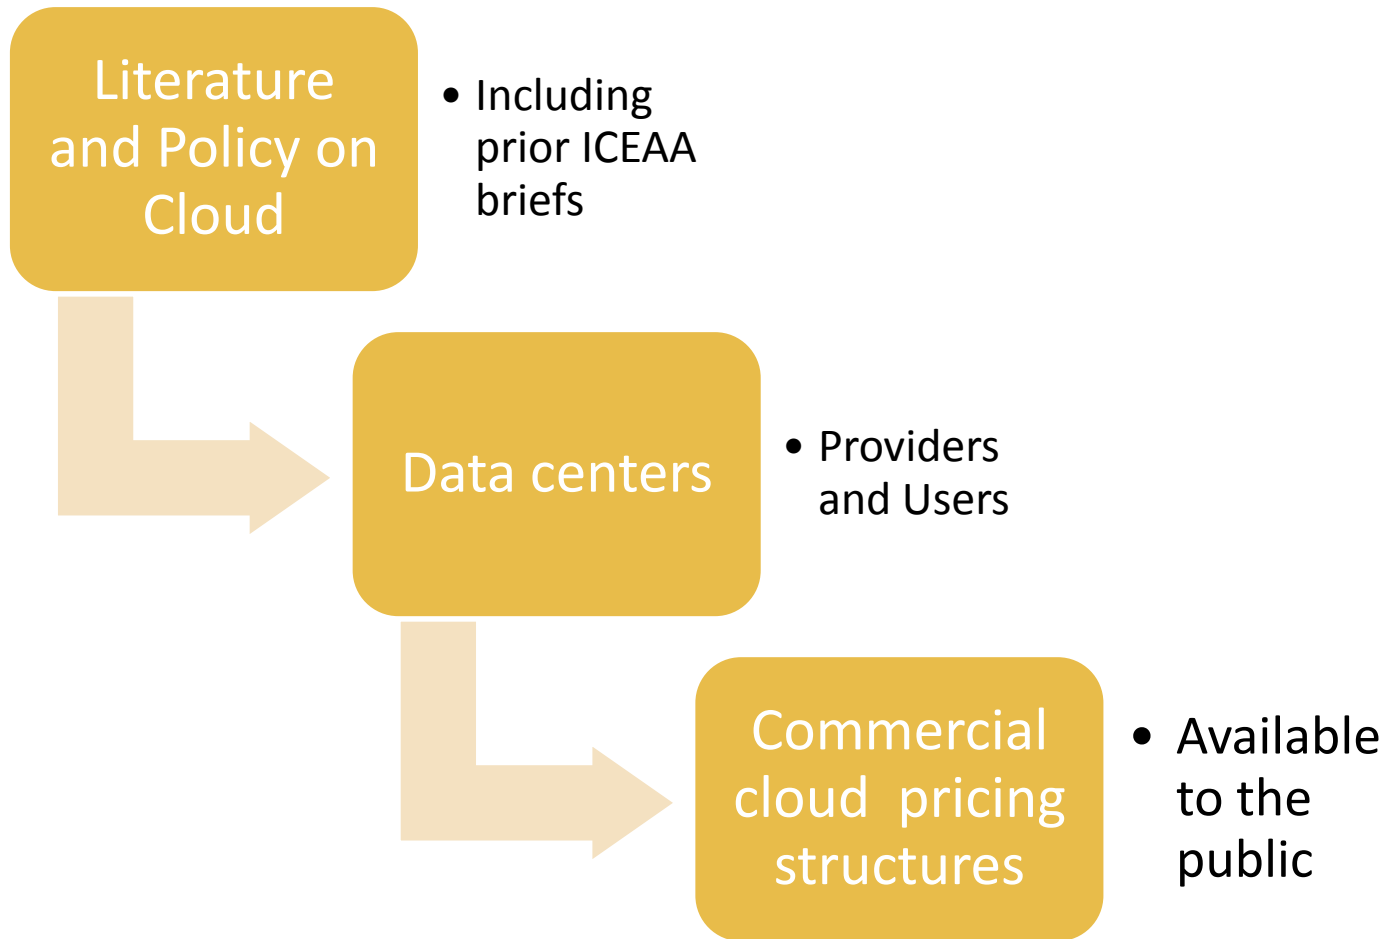 Literature
and Policy on
Cloud
• Including
prior ICEAA
briefs
Data centers
• Providers
and Users
Commercial
cloud  pricing
structures
• Available
to the
public